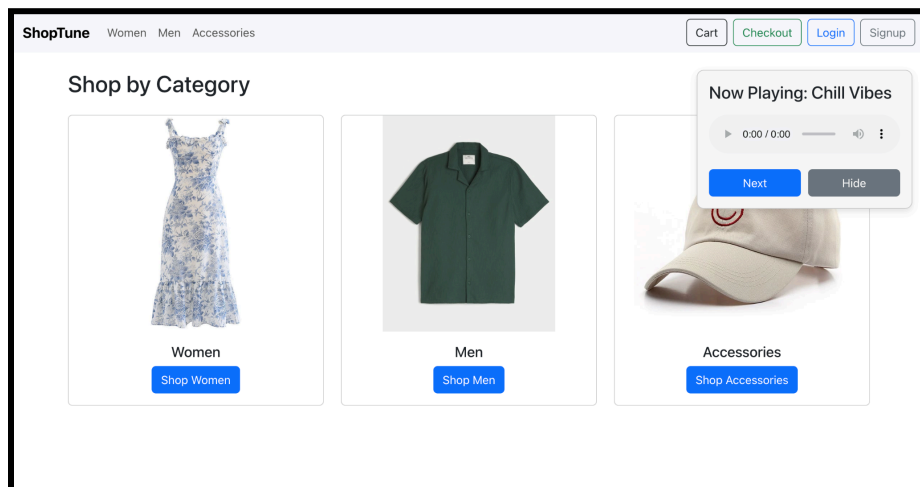 ShopTune Women Men Accessories Cart Checkout Login Signup
Shop by Category
Now Playing: Chill Vibes
0:00 / 0:00
Next Hide
Women Men Accessories
Shop Women Shop Men Shop Accessories